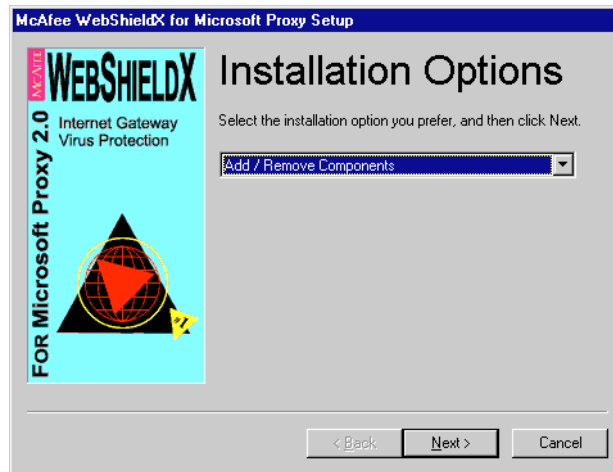 McAfee WebShieldX for Microsoft Proxy Setup
MCAFEE
WEBSHIELDX
Internet Gateway
Virus Protection
FOR MICROSOFT PROXY 2.0
#1
Installation Options
Select the installation option you prefer, and then click Next.
Add / Remove Components
< Back
Next >
Cancel